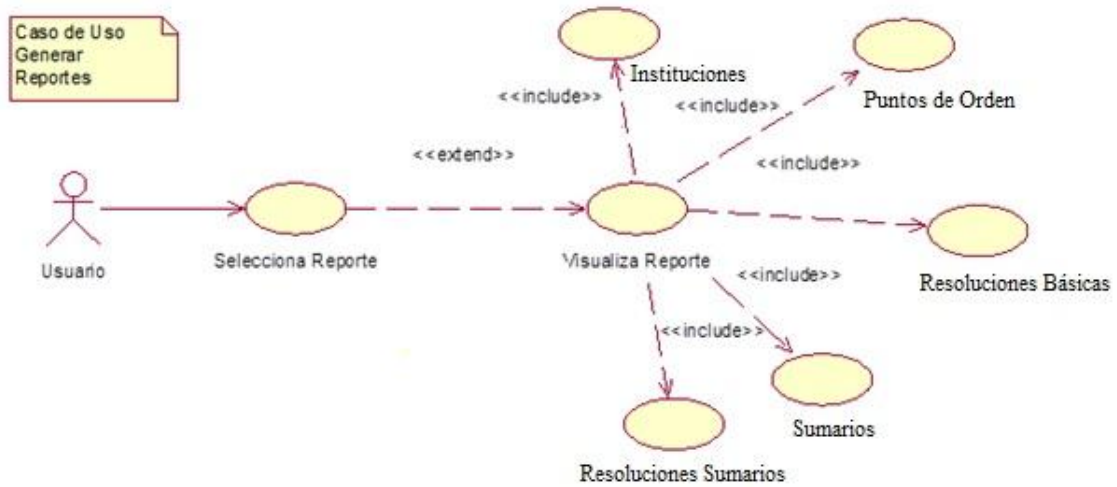 Caso de Uso
Generar
Reportes
Instituciones
<<include>>
<<include>>
Puntos de Orden
<<extend>>
<<include>>
Usuario
Selecciona Reporte
Visualiza Reporte
<<include>>
Resoluciones Básicas
<<include>>
Sumarios
Resoluciones Sumarios